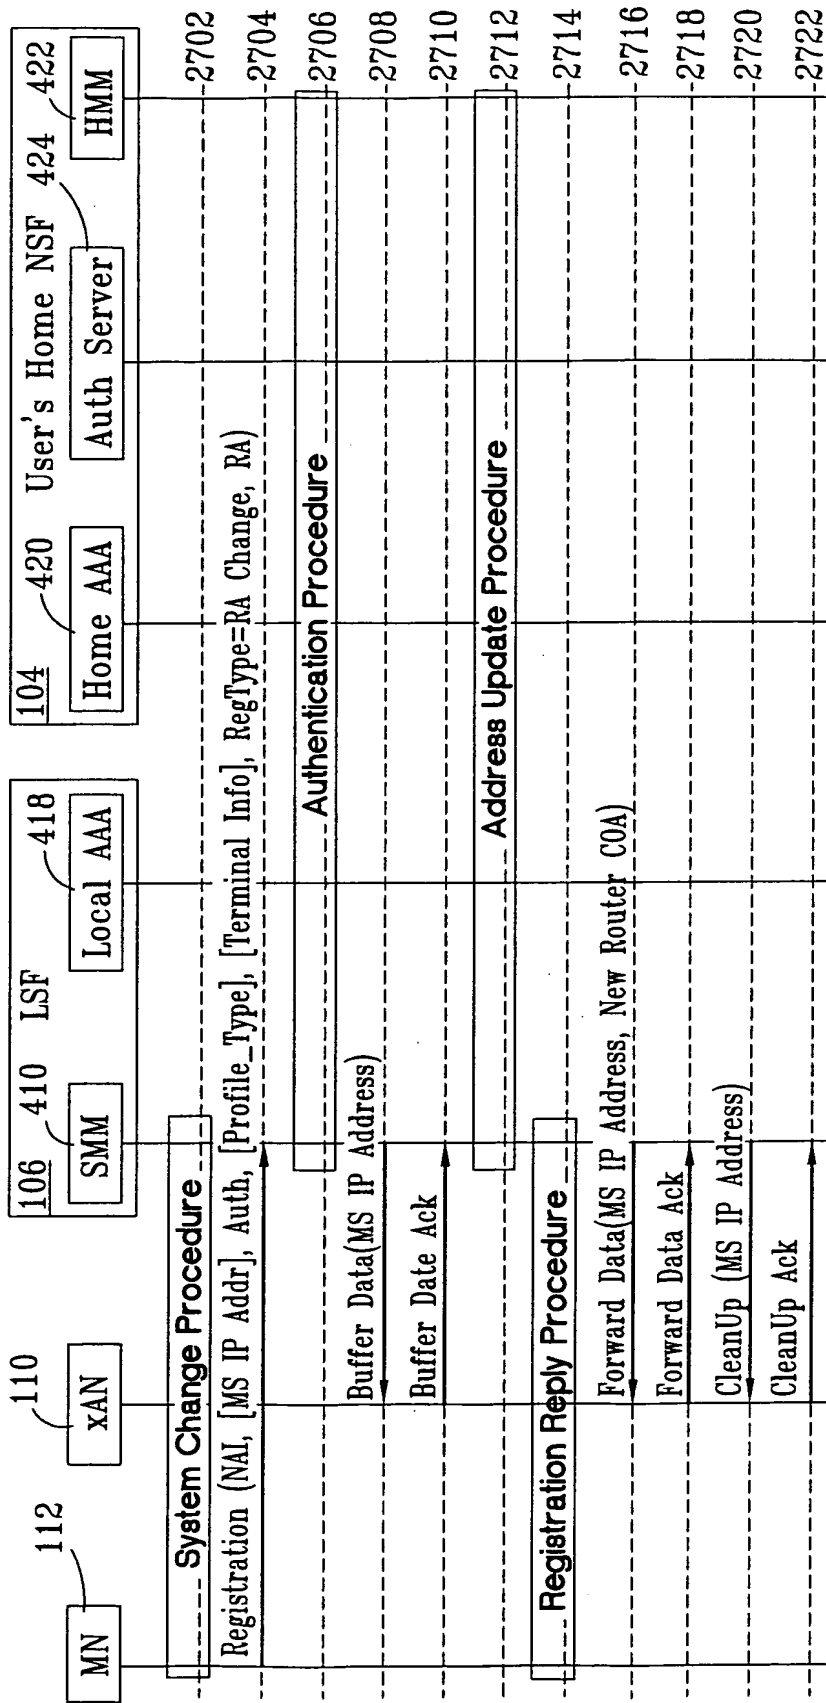 112
MN
110
xAN
106 410 LSF 418
SMM
Local AAA
104 420 User's Home NSF 424 422
Home AAA
Auth Server
HMM
System Change Procedure 2702
Registration (NAI, [MS IP Addr], Auth, [Profile_Type], [Terminal Info], RegType=RA Change, RA) 2704
Authentication Procedure 2706
Buffer Data(MS IP Address) 2708
Buffer Date Ack 2710
Address Update Procedure 2712
Registration Reply Procedure 2714
Forward Data(MS IP Address, New Router COA) 2716
Forward Data Ack 2718
CleanUp (MS IP Address) 2720
CleanUp Ack 2722